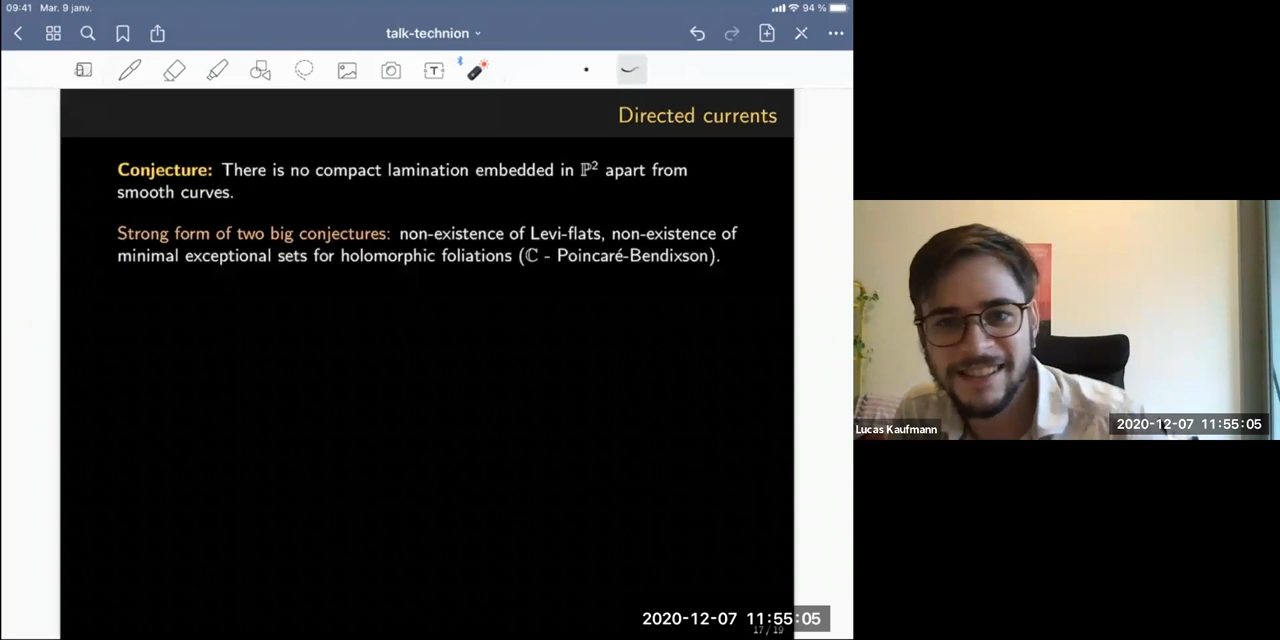 09:41 Mar. 9 janv.
94 %
talk-technion
T
Directed currents
Conjecture: There is no compact lamination embedded in ℙ² apart from
smooth curves.
Strong form of two big conjectures: non-existence of Levi-flats, non-existence of
minimal exceptional sets for holomorphic foliations (ℂ - Poincaré-Bendixson).
Lucas Kaufmann
2020-12-07 11:55:05
2020-12-07 11:55:05
17 / 19